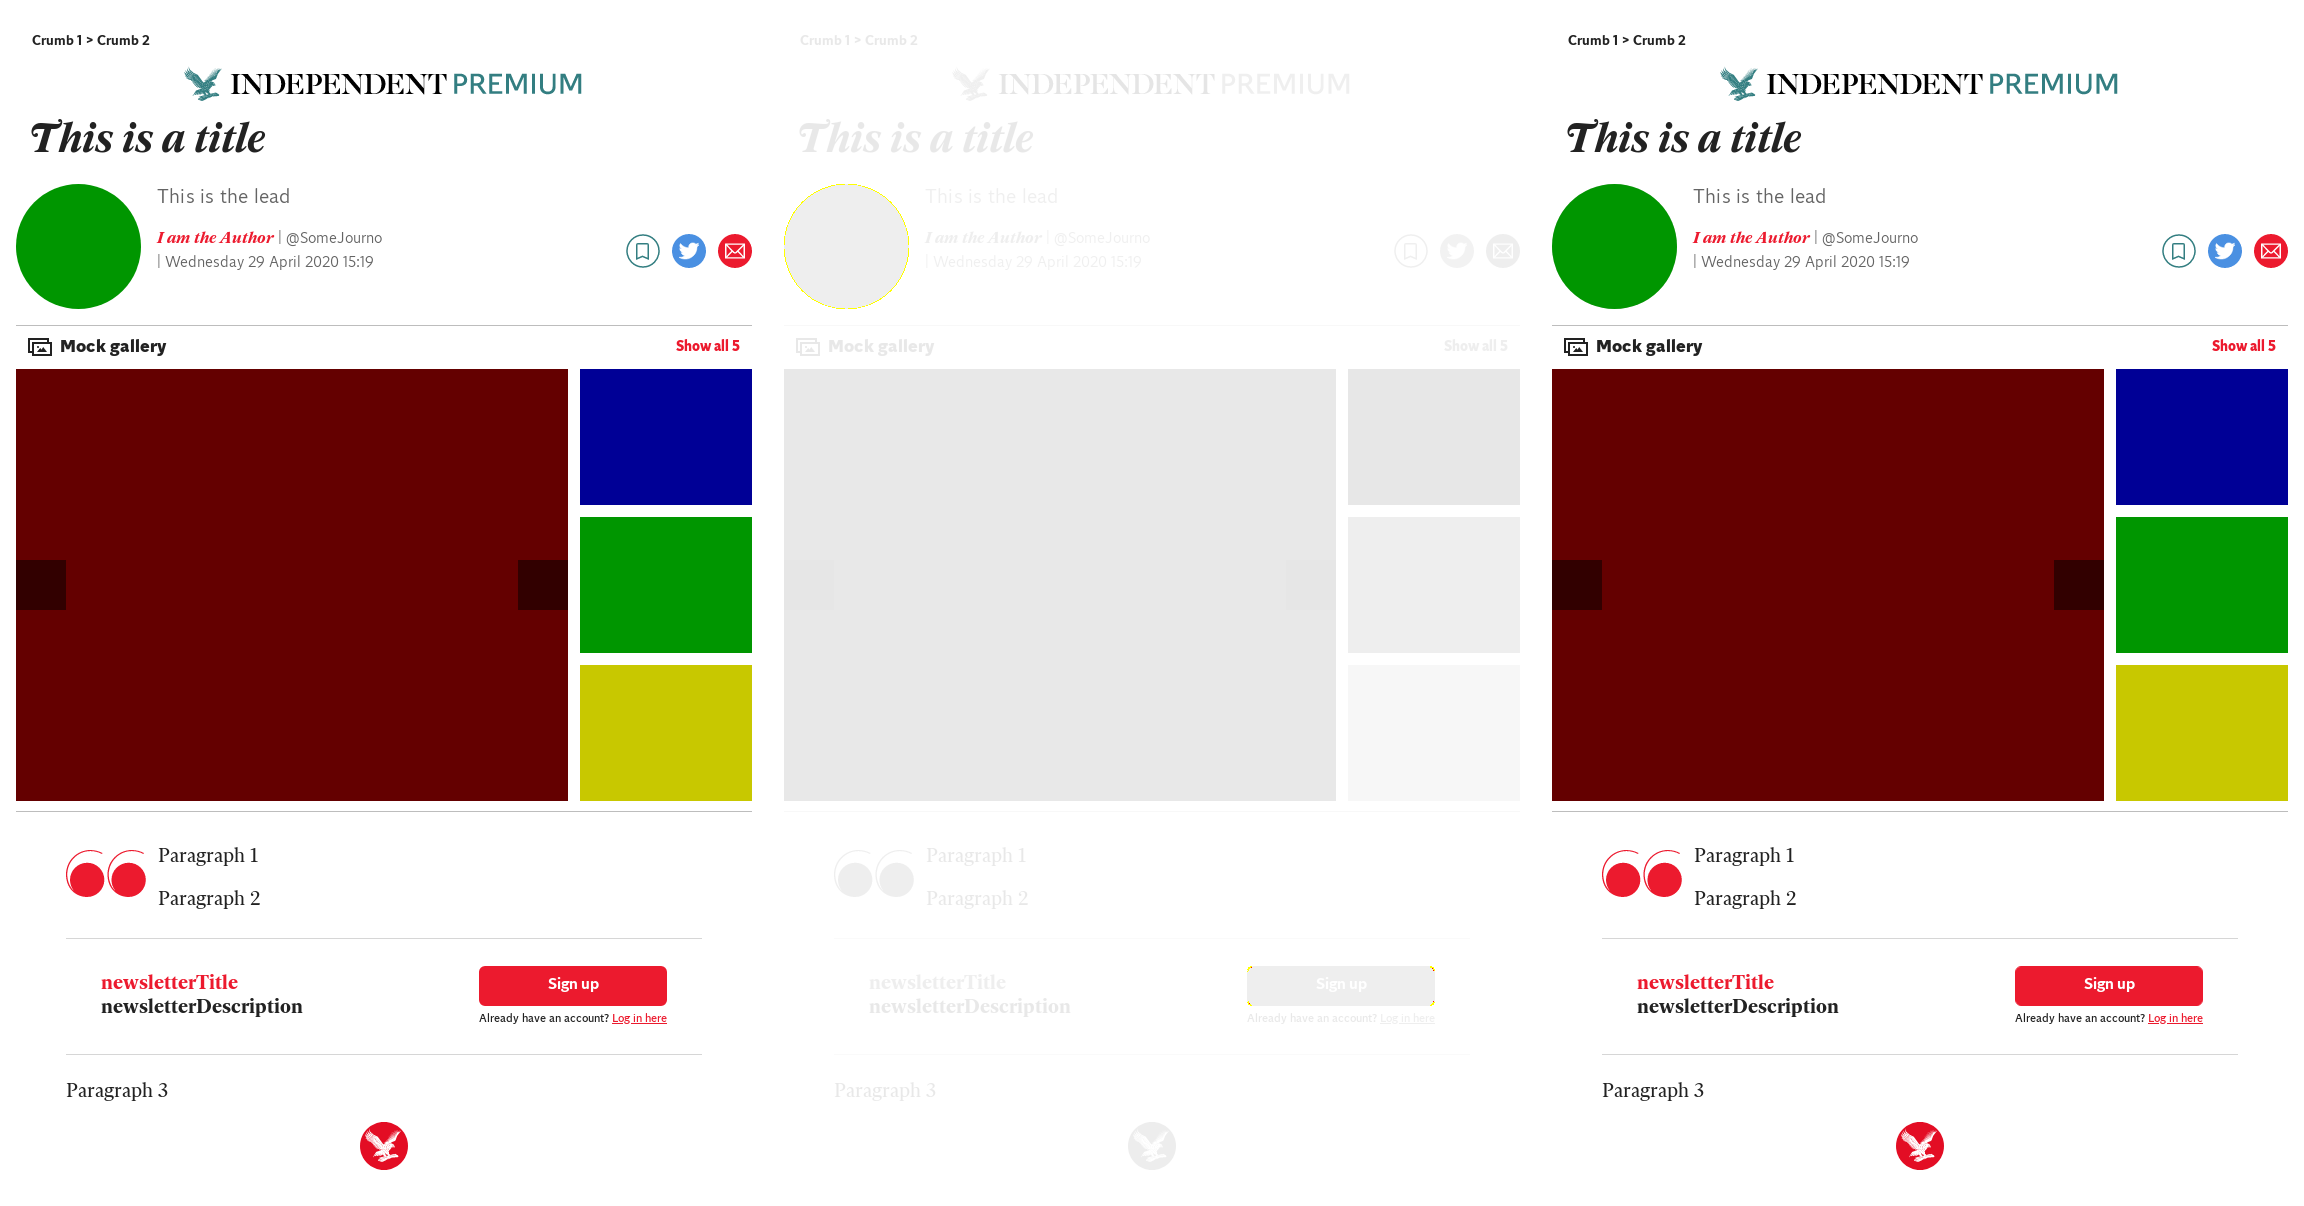 Crumb 1 > Crumb 2
INDEPENDENT PREMIUM
This is a title
This is the lead
I am the Author | @SomeJourno
| Wednesday 29 April 2020 15:19
Mock gallery
Show all 5
Paragraph 1
Paragraph 2
newsletterTitle
newsletterDescription
Sign up
Already have an account? Log in here
Paragraph 3
Crumb 1 > Crumb 2
INDEPENDENT PREMIUM
This is a title
This is the lead
I am the Author | @SomeJourno
| Wednesday 29 April 2020 15:19
Mock gallery
Show all 5
Paragraph 1
Paragraph 2
newsletterTitle
newsletterDescription
Sign up
Already have an account? Log in here
Paragraph 3
Crumb 1 > Crumb 2
INDEPENDENT PREMIUM
This is a title
This is the lead
I am the Author | @SomeJourno
| Wednesday 29 April 2020 15:19
Mock gallery
Show all 5
Paragraph 1
Paragraph 2
newsletterTitle
newsletterDescription
Sign up
Already have an account? Log in here
Paragraph 3